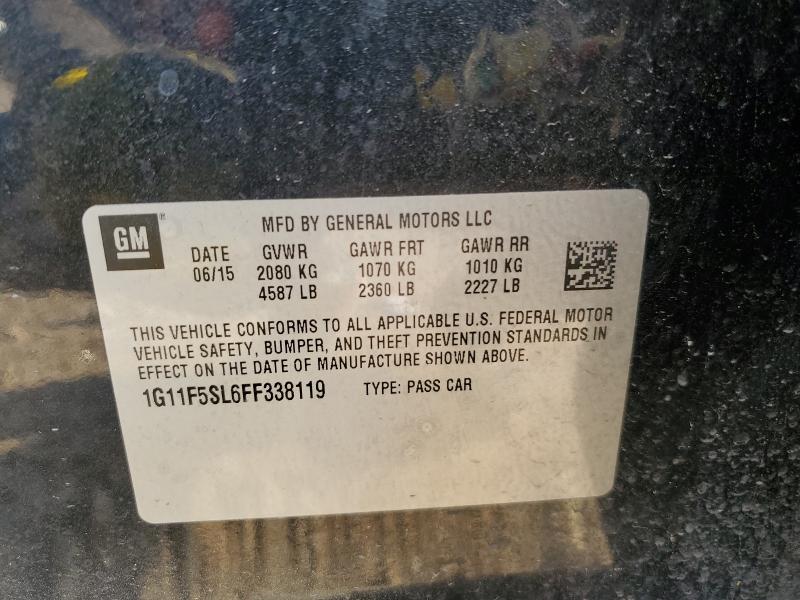 GM® MFD BY GENERAL MOTORS LLC
DATE GVWR GAWR FRT GAWR RR
06/15 2080 KG 1070 KG 1010 KG
4587 LB 2360 LB 2227 LB
THIS VEHICLE CONFORMS TO ALL APPLICABLE U.S. FEDERAL MOTOR
VEHICLE SAFETY, BUMPER, AND THEFT PREVENTION STANDARDS IN
EFFECT ON THE DATE OF MANUFACTURE SHOWN ABOVE.
1G11F5SL6FF338119 TYPE: PASS CAR